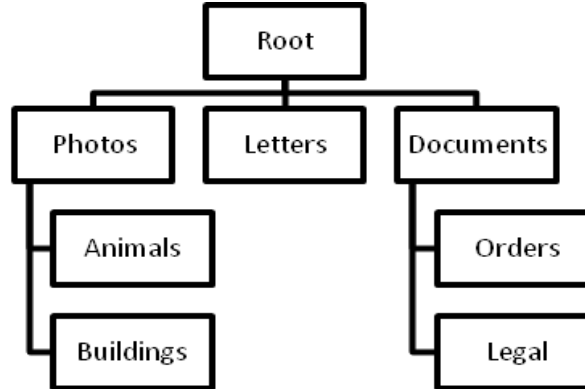 Root
Photos
Letters
Documents
Animals
Orders
Buildings
Legal